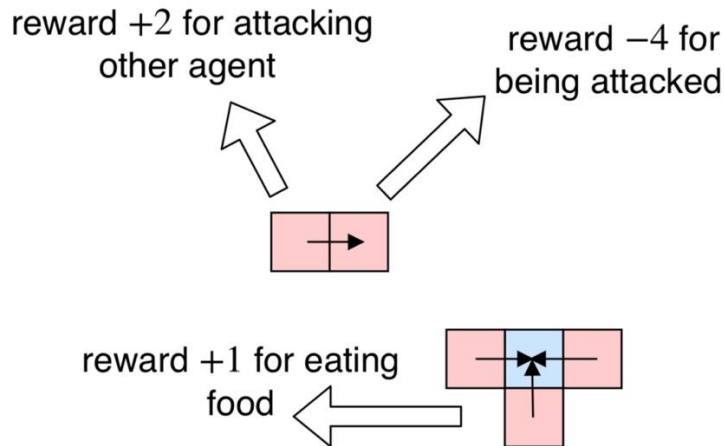 reward +2 for attacking
other agent
reward −4 for
being attacked
reward +1 for eating
food